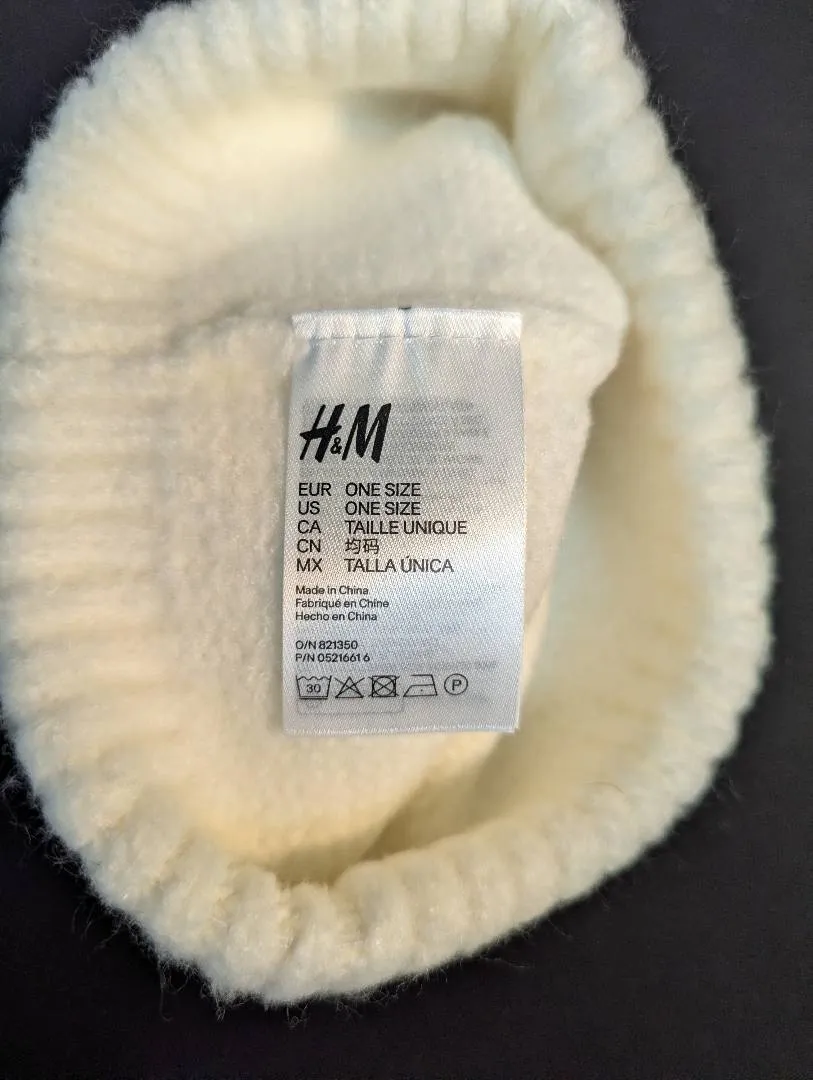 H&M
EUR ONE SIZE
US ONE SIZE
CA TAILLE UNIQUE
CN 均码
MX TALLA ÚNICA
Made in China
Fabriqué en Chine
Hecho en China
O/N 821350
P/N 0521661 6
30 P